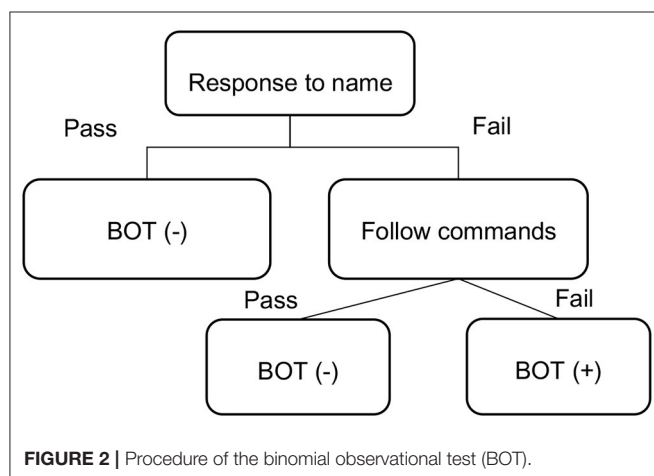 Response to name
Pass
Fail
BOT (-)
Follow commands
Pass
Fail
BOT (-)
BOT (+)
FIGURE 2 | Procedure of the binomial observational test (BOT).